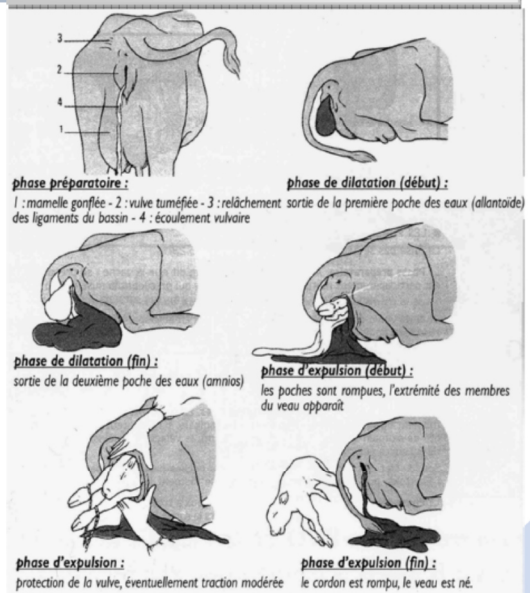 3
2
4
1
phase préparatoire :
1 : mamelle gonflée - 2 : vulve tuméfiée - 3 : relâchement
des ligaments du bassin - 4 : écoulement vulvaire
phase de dilatation (début) :
sortie de la première poche des eaux (allantoïde)
phase de dilatation (fin) :
sortie de la deuxième poche des eaux (amnios)
phase d'expulsion (début) :
les poches sont rompues, l'extrémité des membres
du veau apparaît
phase d'expulsion :
protection de la vulve, éventuellement traction modérée
phase d'expulsion (fin) :
le cordon est rompu, le veau est né.